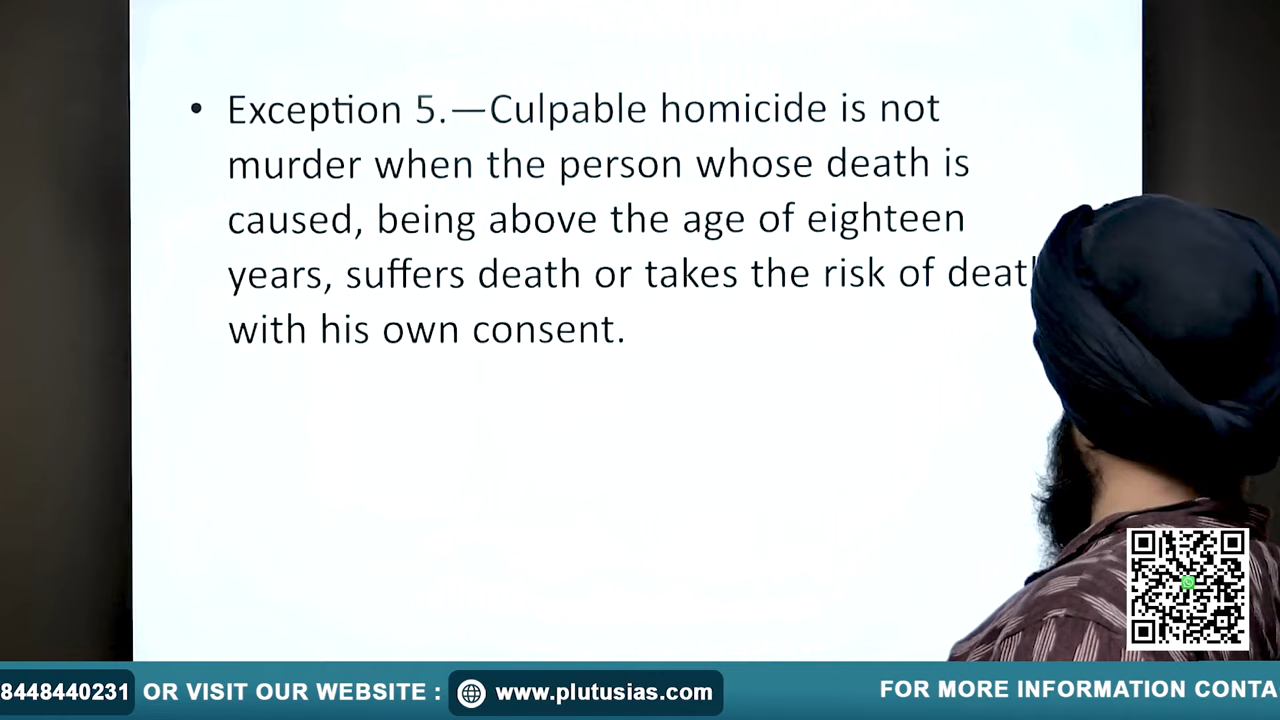 • Exception 5.—Culpable homicide is not
murder when the person whose death is
caused, being above the age of eighteen
years, suffers death or takes the risk of deat
with his own consent.
8448440231 OR VISIT OUR WEBSITE : www.plutusias.com FOR MORE INFORMATION CONTA